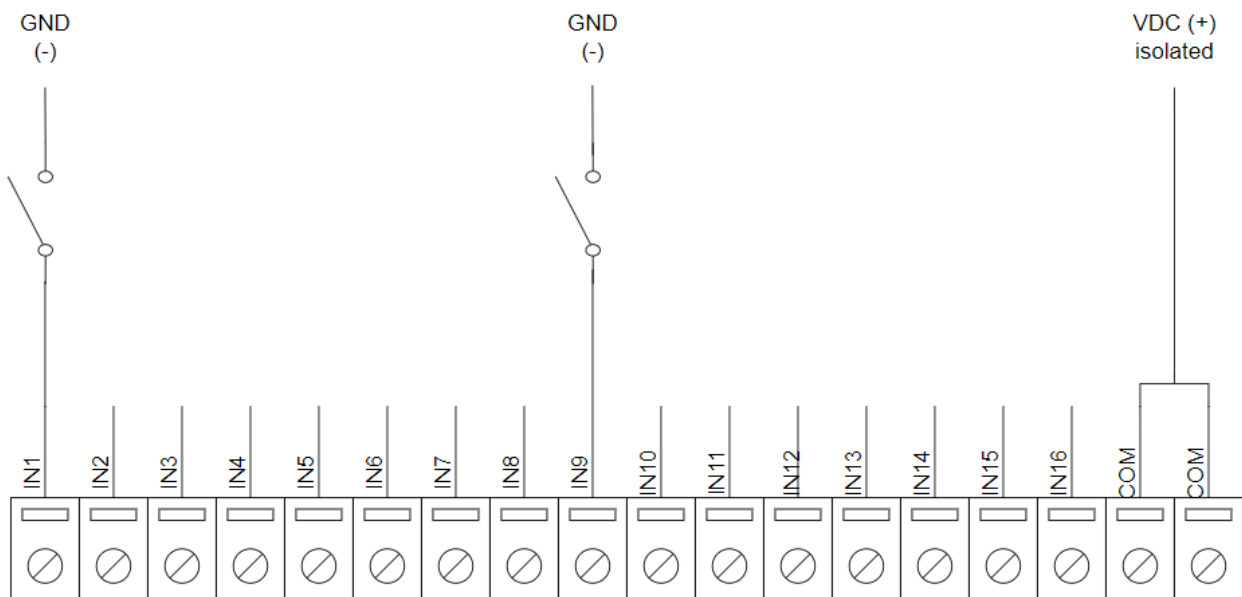 GND
(-)
GND
(-)
VDC (+)
isolated
IN1
IN2
IN3
IN4
IN5
IN6
IN7
IN8
IN9
IN10
IN11
IN12
IN13
IN14
IN15
IN16
COM
COM